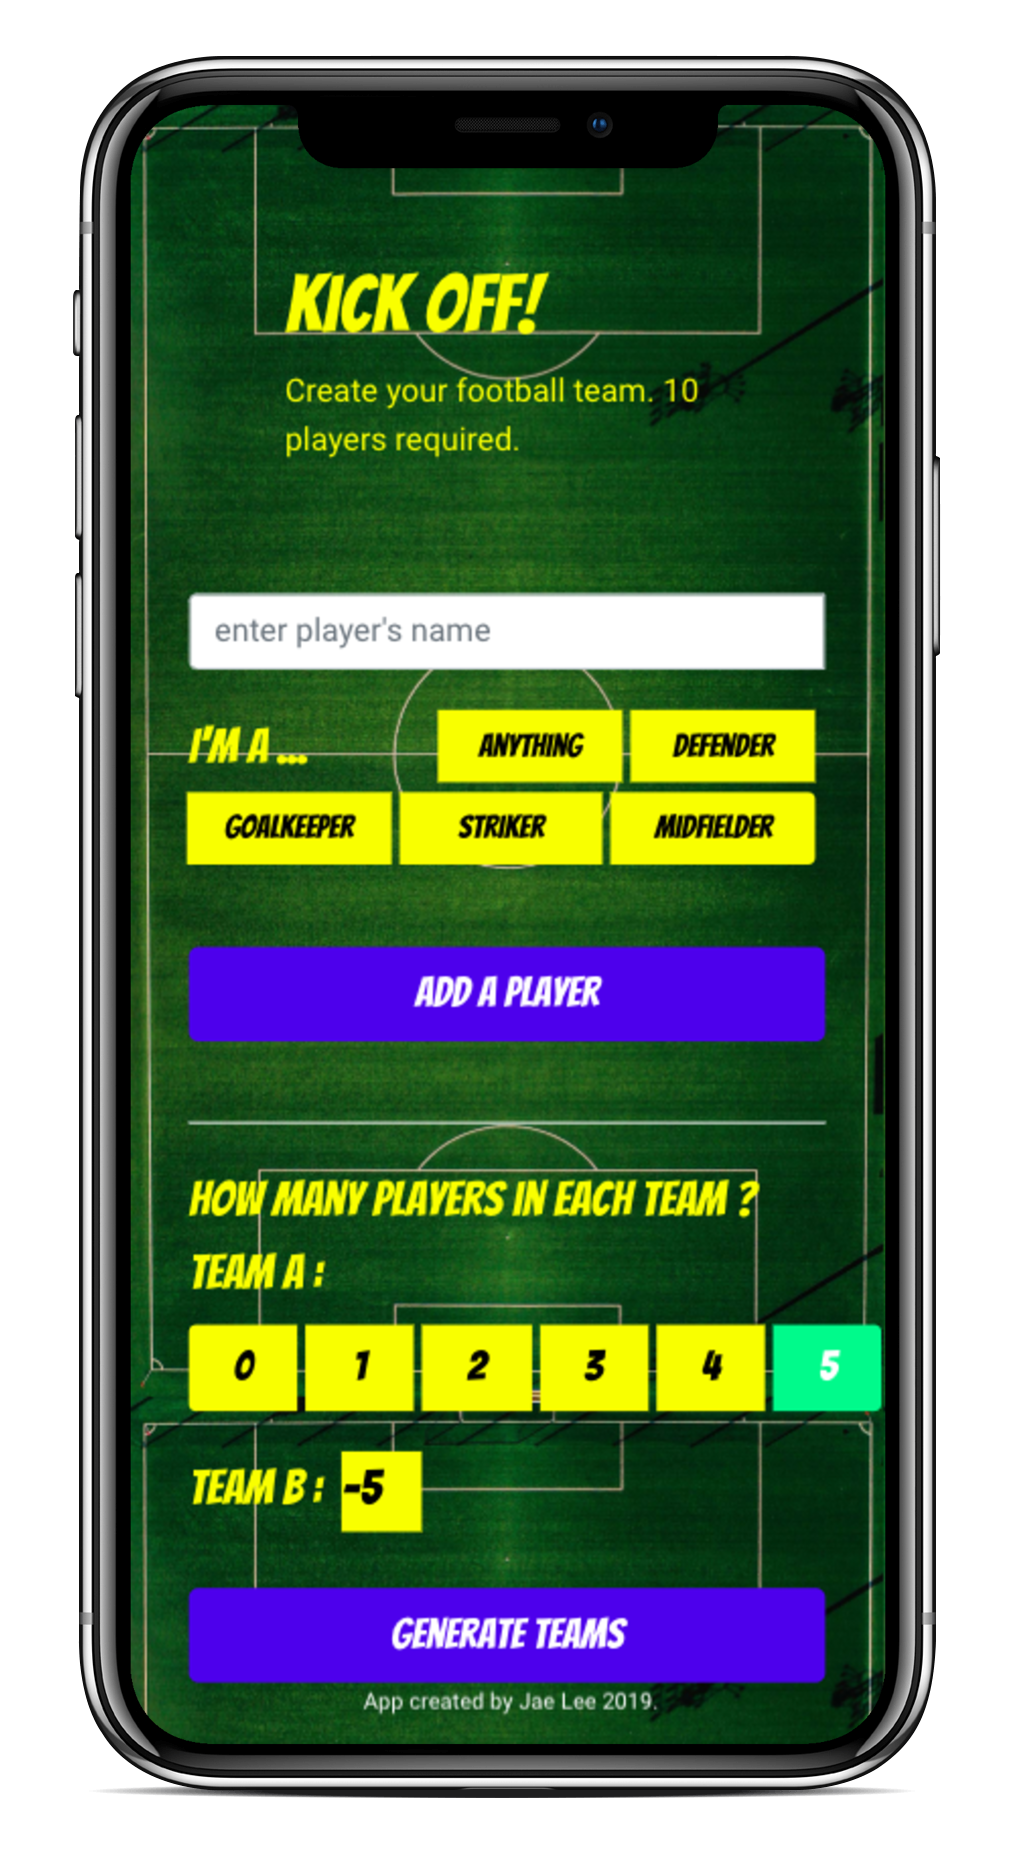 KICK OFF!
Create your football team. 10
players required.
enter player's name
I'M A ...
ANYTHING
DEFENDER
GOALKEEPER
STRIKER
MIDFIELDER
ADD A PLAYER
HOW MANY PLAYERS IN EACH TEAM ?
TEAM A :
0 1 2 3 4 5
TEAM B : -5
GENERATE TEAMS
App created by Jae Lee 2019.